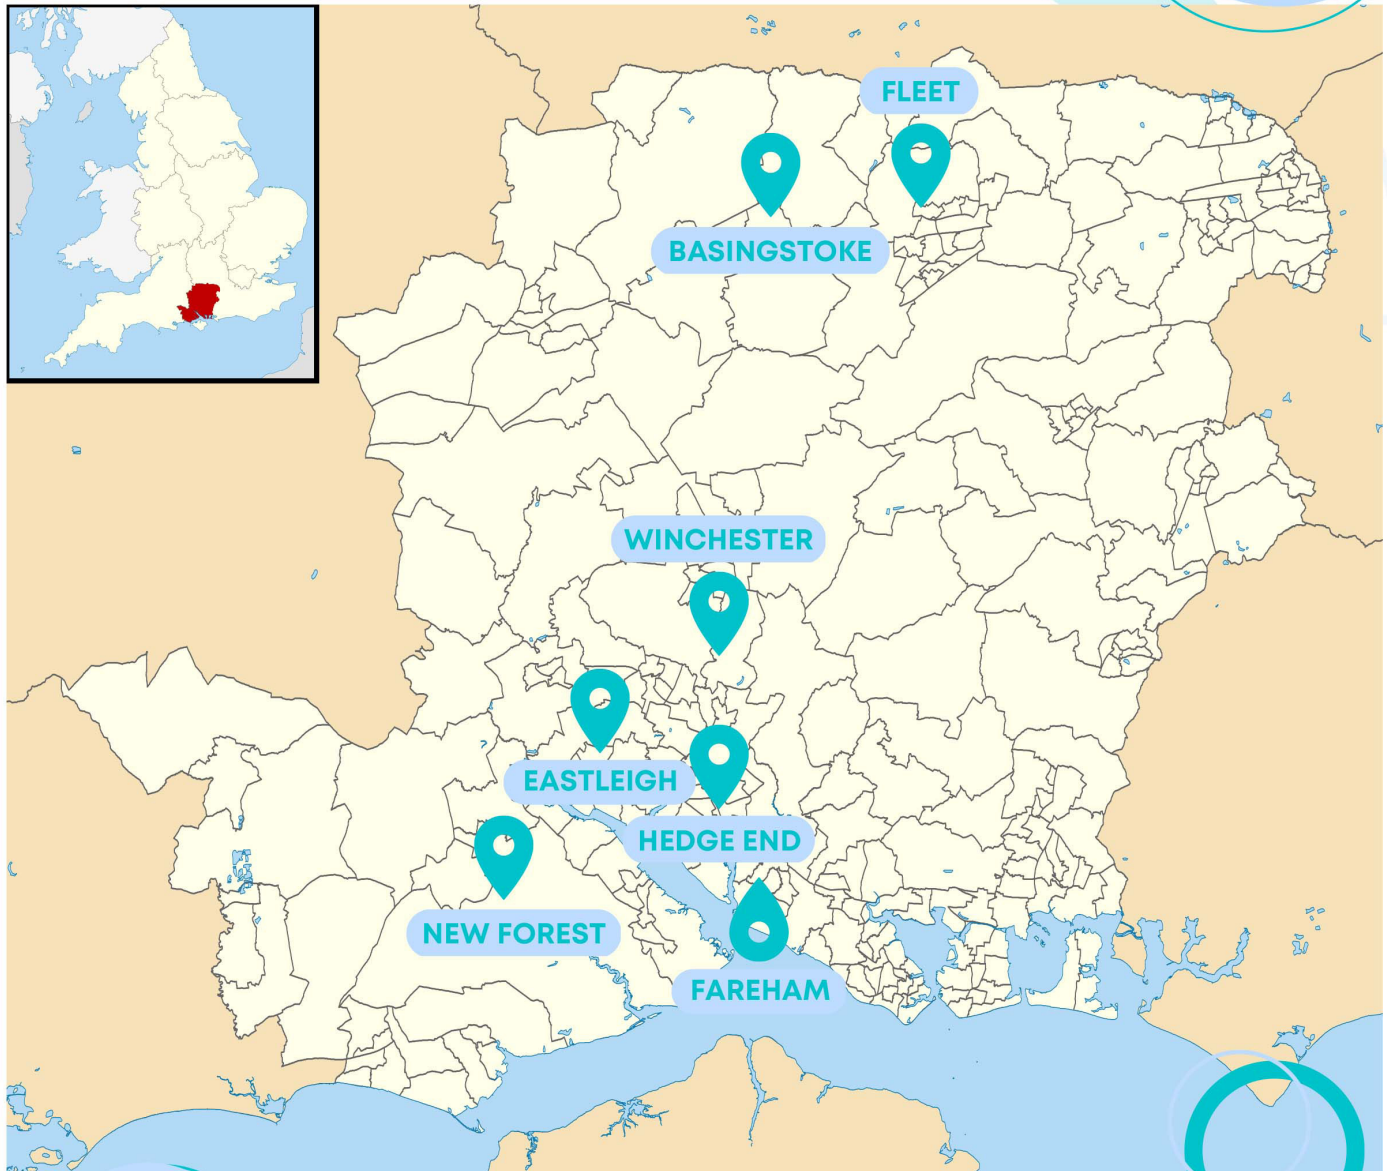 FLEET
BASINGSTOKE
WINCHESTER
EASTLEIGH
HEDGE END
NEW FOREST
FAREHAM